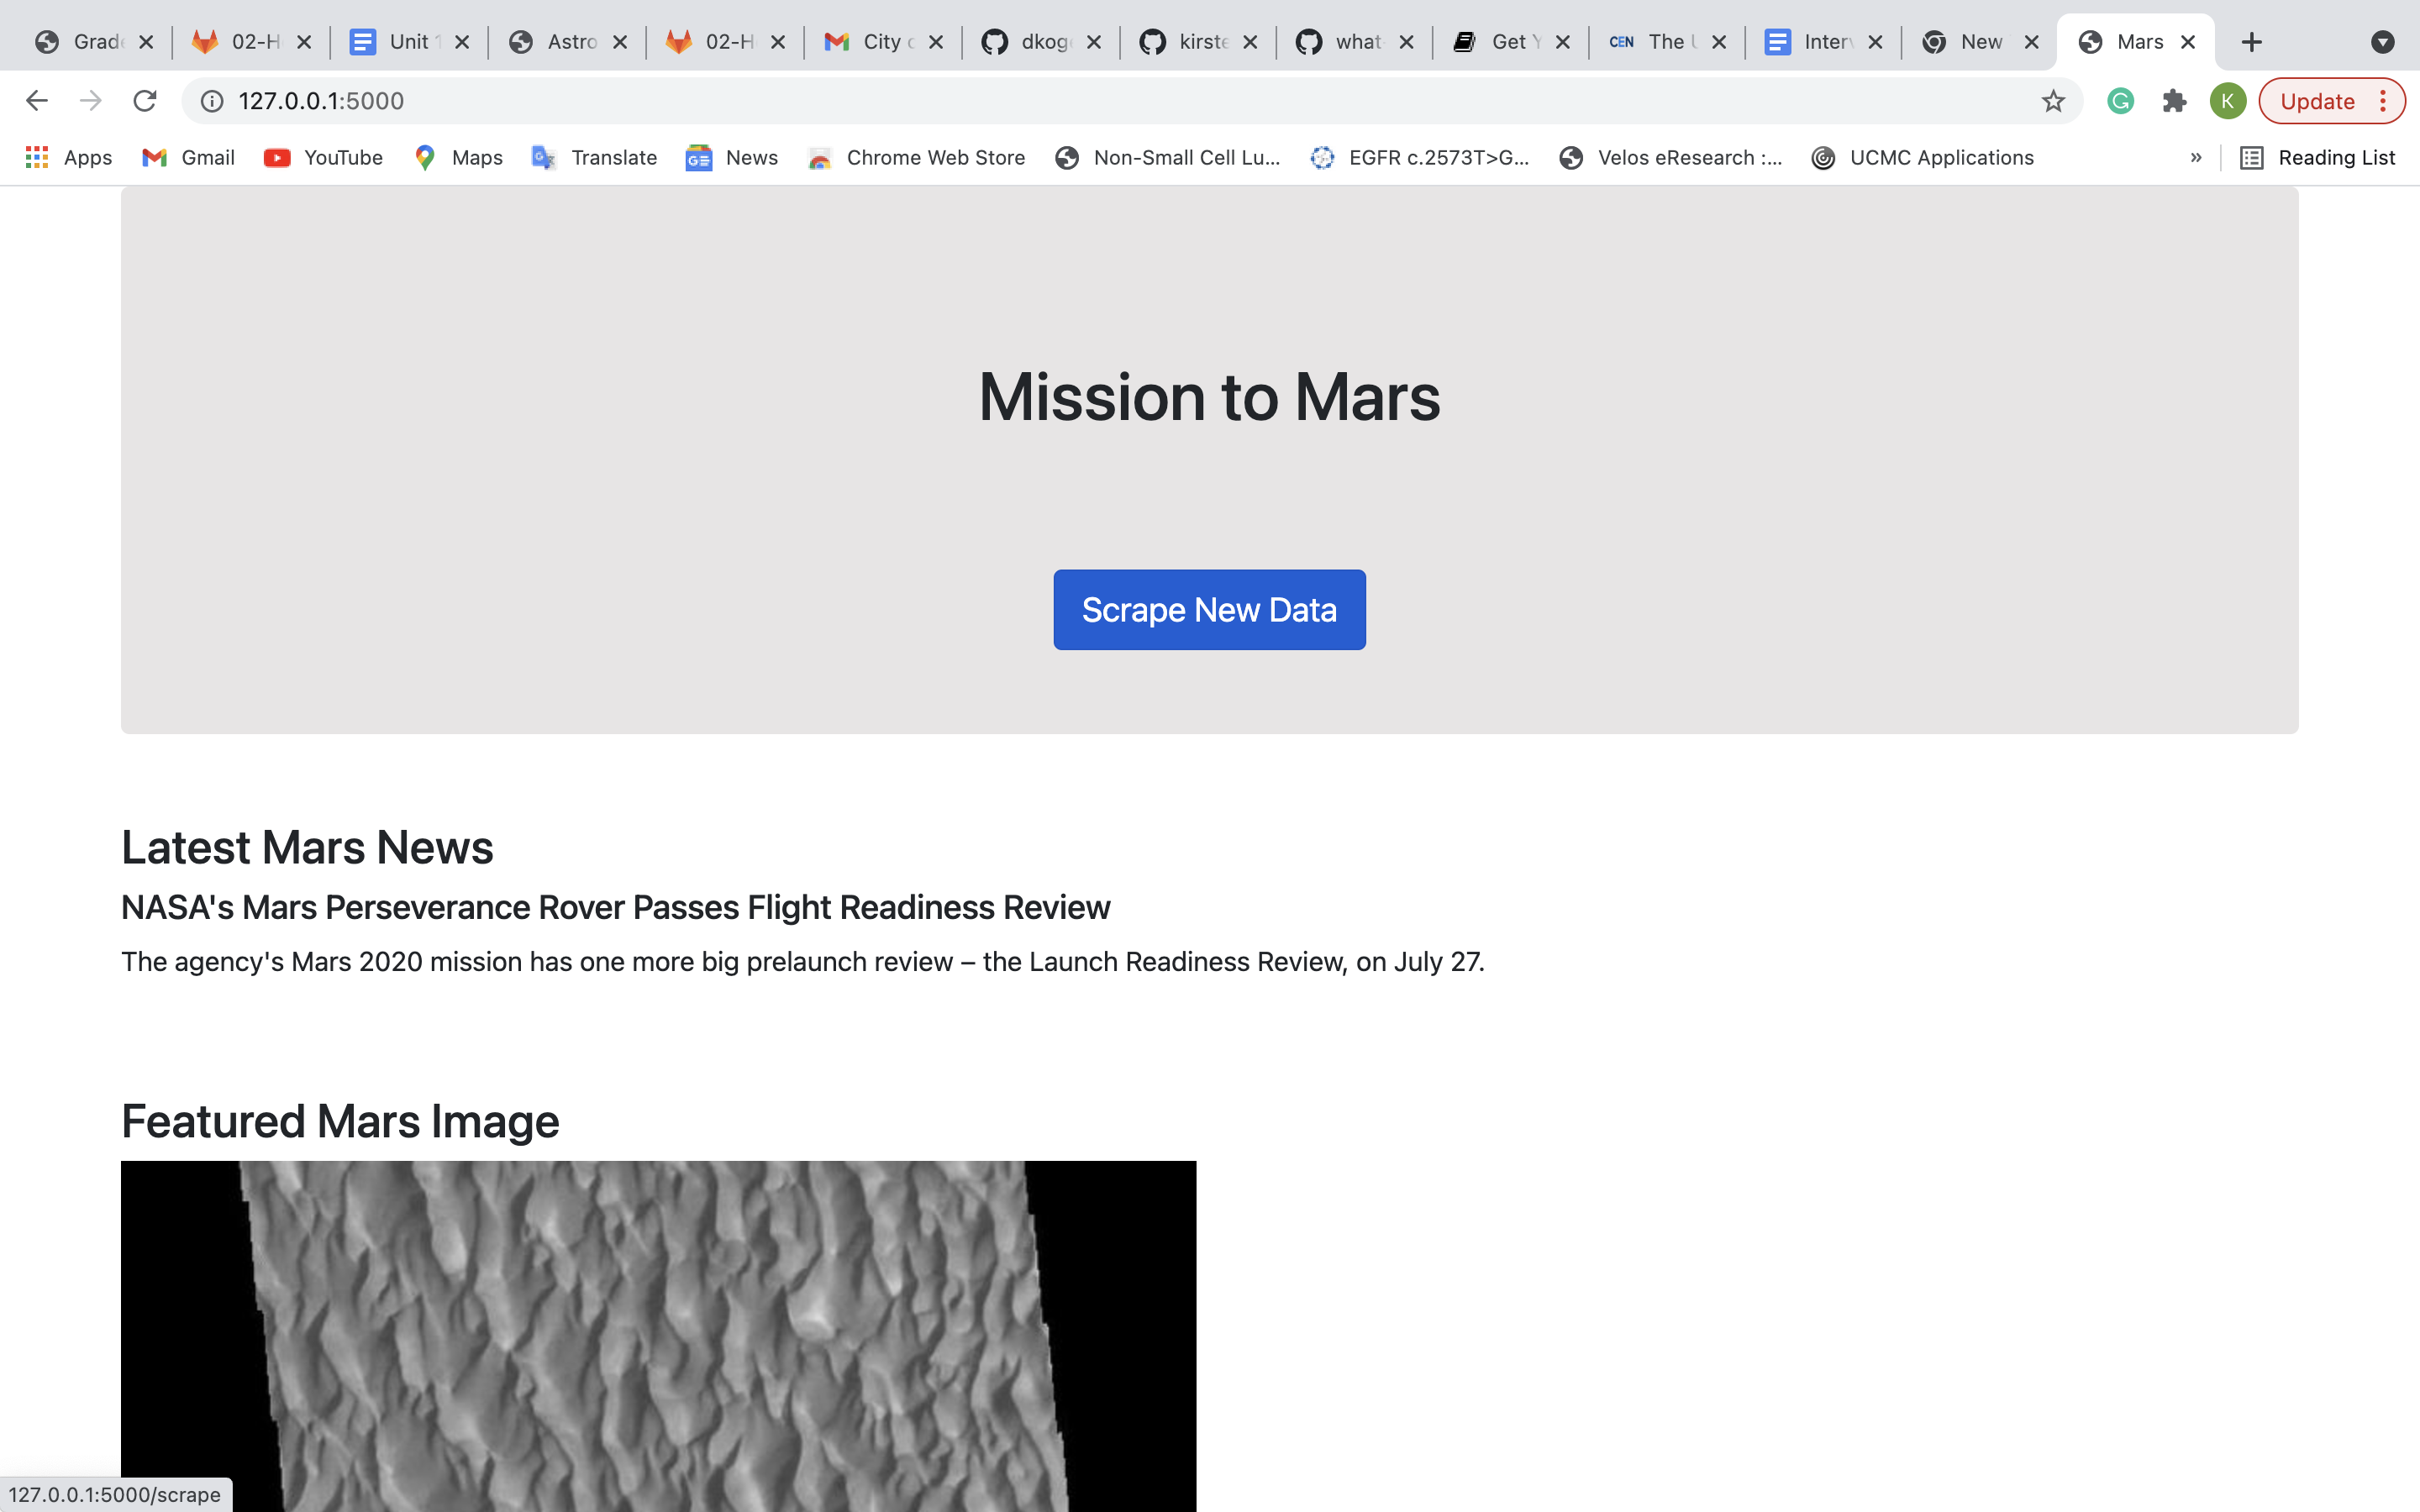 Grade 02-H Unit 1 Astro 02-H City dkoge kirste what- Get Y CEN The U Inter New Mars
127.0.0.1:5000 K Update
Apps Gmail YouTube Maps Translate News Chrome Web Store Non-Small Cell Lu... EGFR c.2573T>G... Velos eResearch :... UCMC Applications » Reading List
Mission to Mars
Scrape New Data
Latest Mars News
NASA's Mars Perseverance Rover Passes Flight Readiness Review
The agency's Mars 2020 mission has one more big prelaunch review – the Launch Readiness Review, on July 27.
Featured Mars Image
127.0.0.1:5000/scrape